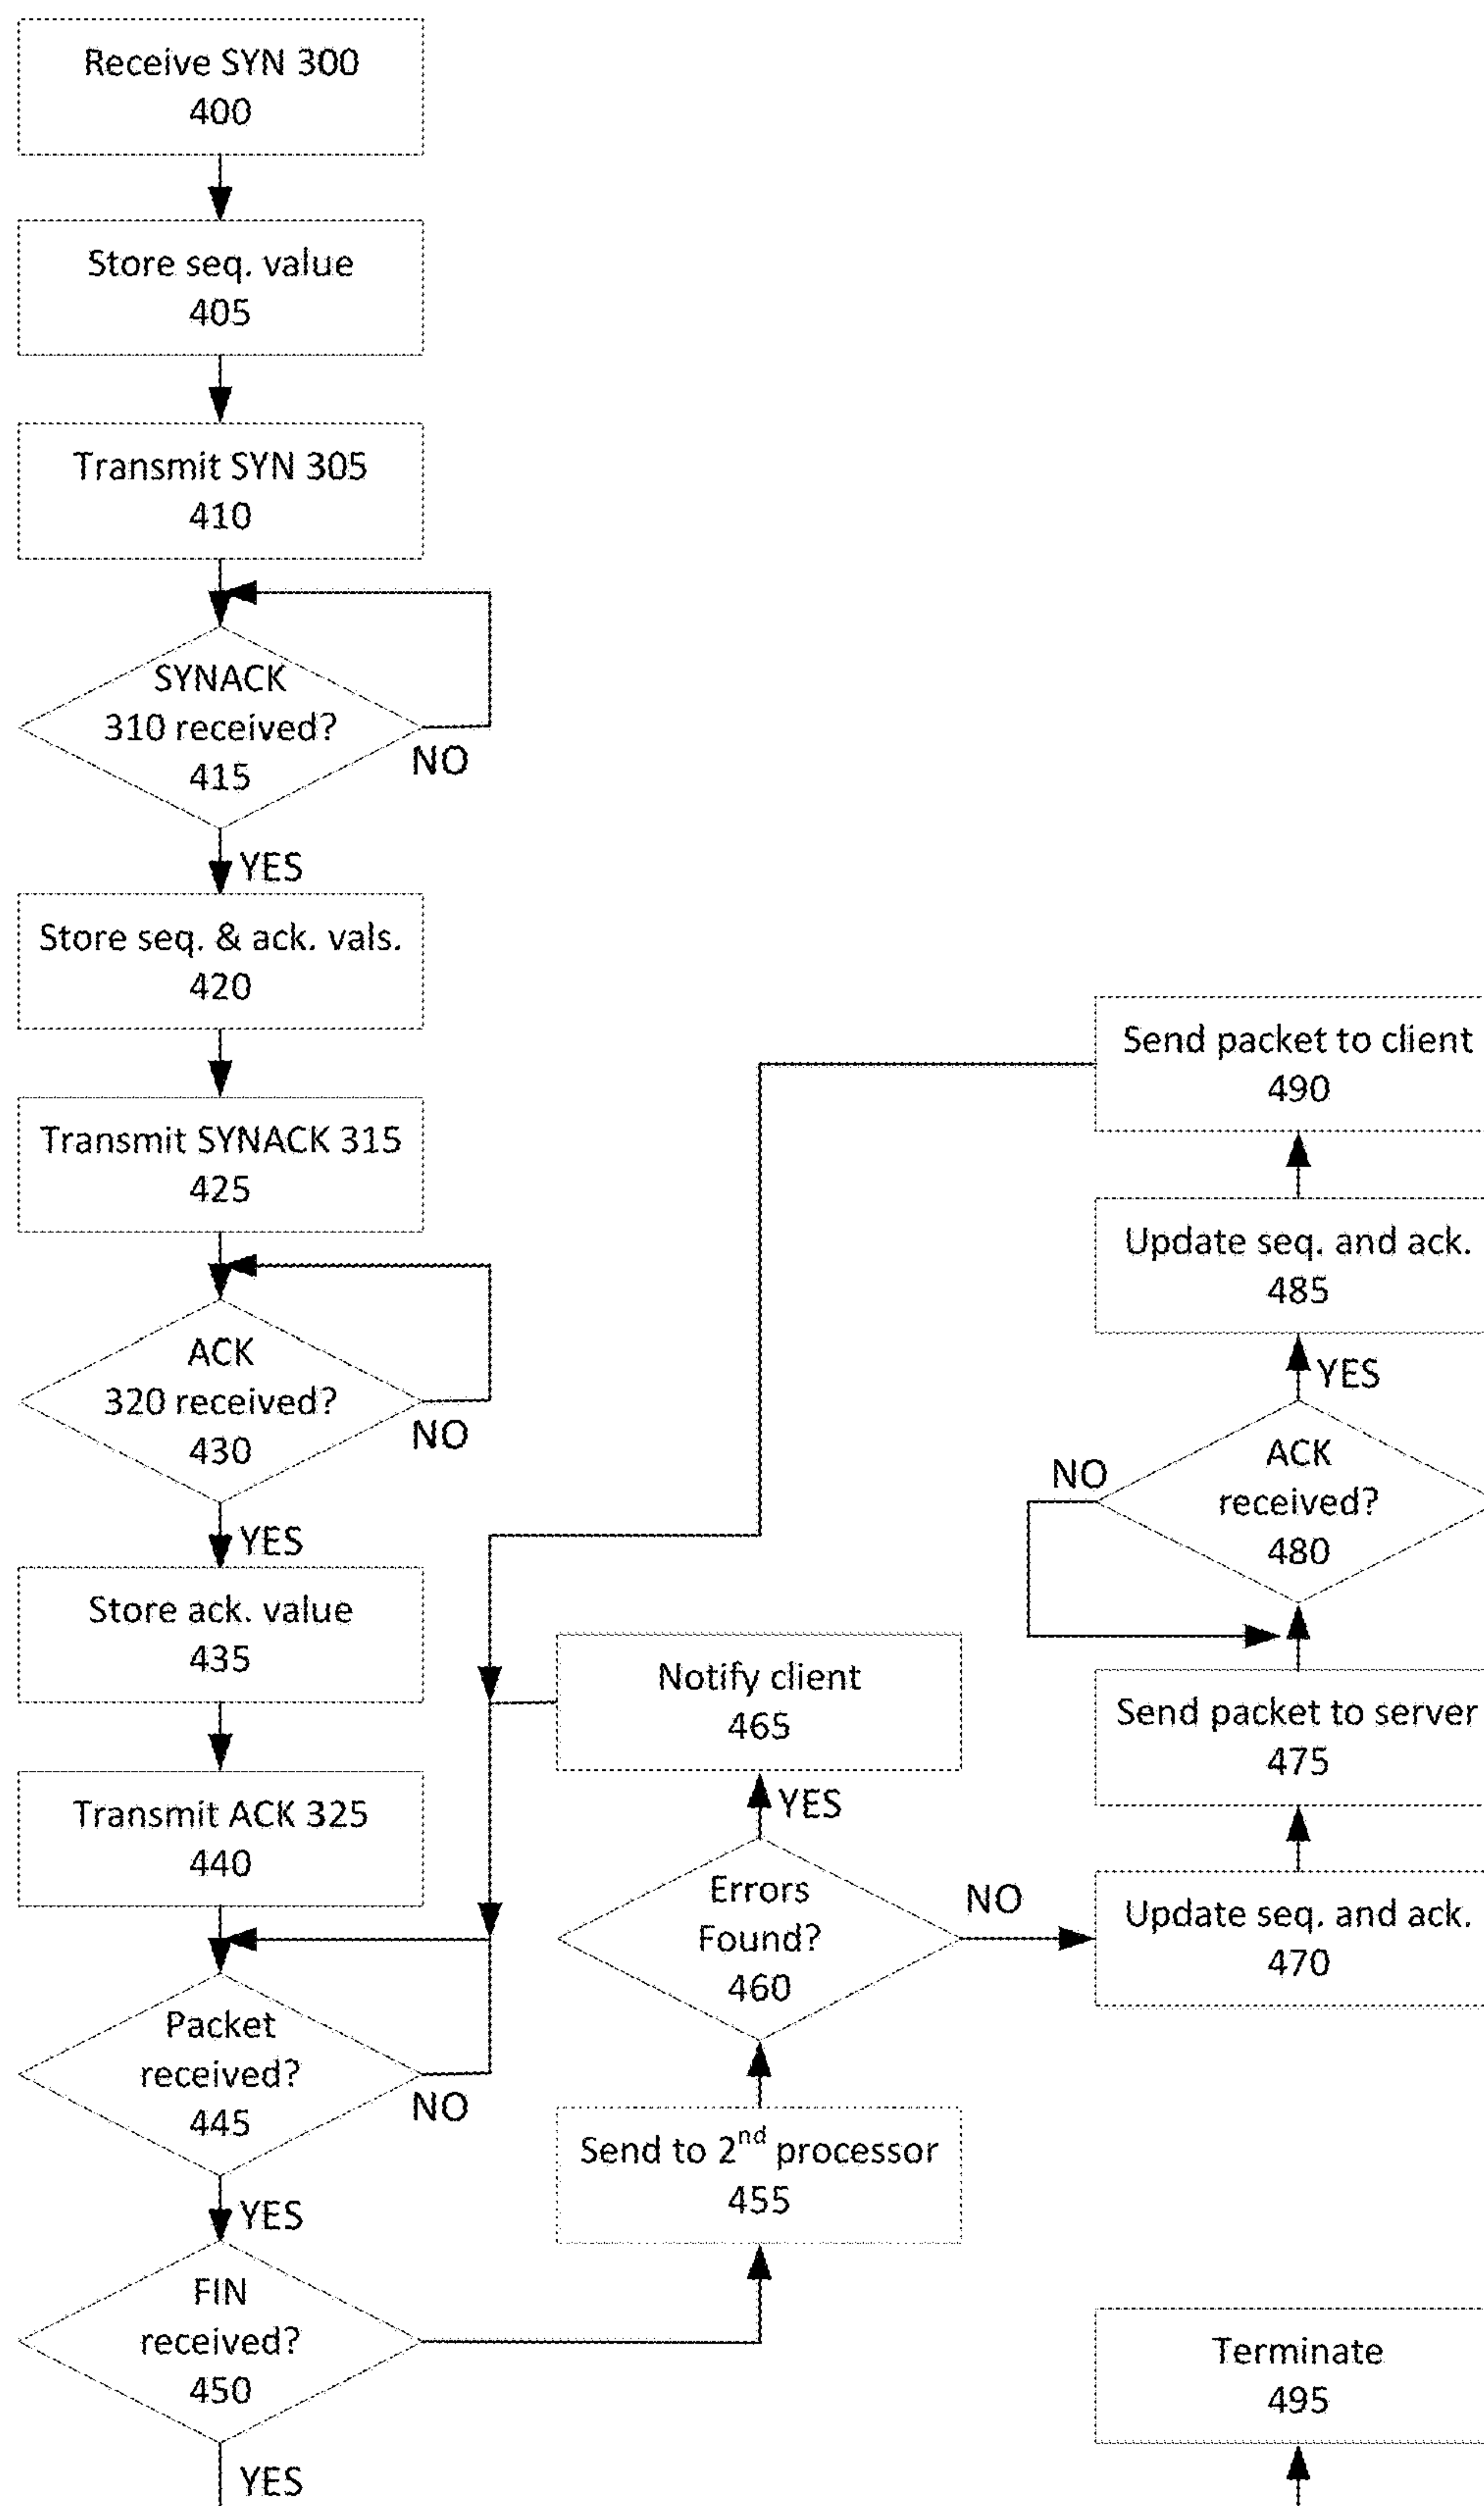 Receive SYN 300
400
Store seq. value
405
Transmit SYN 305
410
SYNACK
310 received?
415
NO
YES
Store seq. & ack. vals.
420
Transmit SYNACK 315
425
ACK
320 received?
430
NO
YES
Store ack. value
435
Transmit ACK 325
440
Packet
received?
445
NO
YES
FIN
received?
450
YES
Send to 2nd processor
455
Errors
Found?
460
YES
NO
Notify client
465
Update seq. and ack.
470
Send packet to server
475
ACK
received?
480
NO
YES
Update seq. and ack.
485
Send packet to client
490
Terminate
495